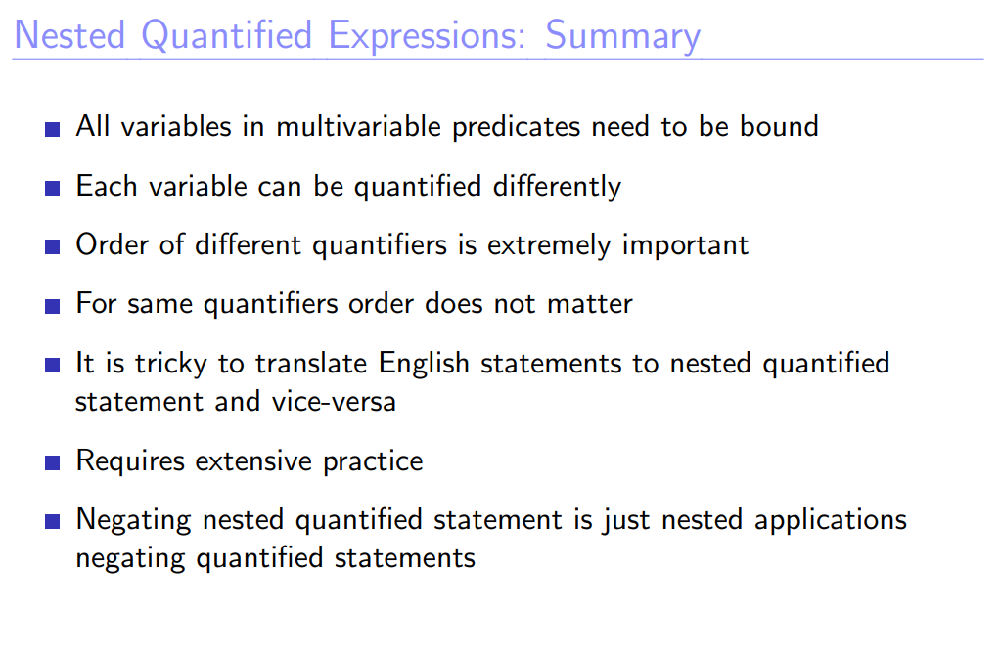 Nested Quantified Expressions: Summary
All variables in multivariable predicates need to be bound
Each variable can be quantified differently
Order of different quantifiers is extremely important
For same quantifiers order does not matter
It is tricky to translate English statements to nested quantified
statement and vice-versa
Requires extensive practice
Negating nested quantified statement is just nested applications
negating quantified statements